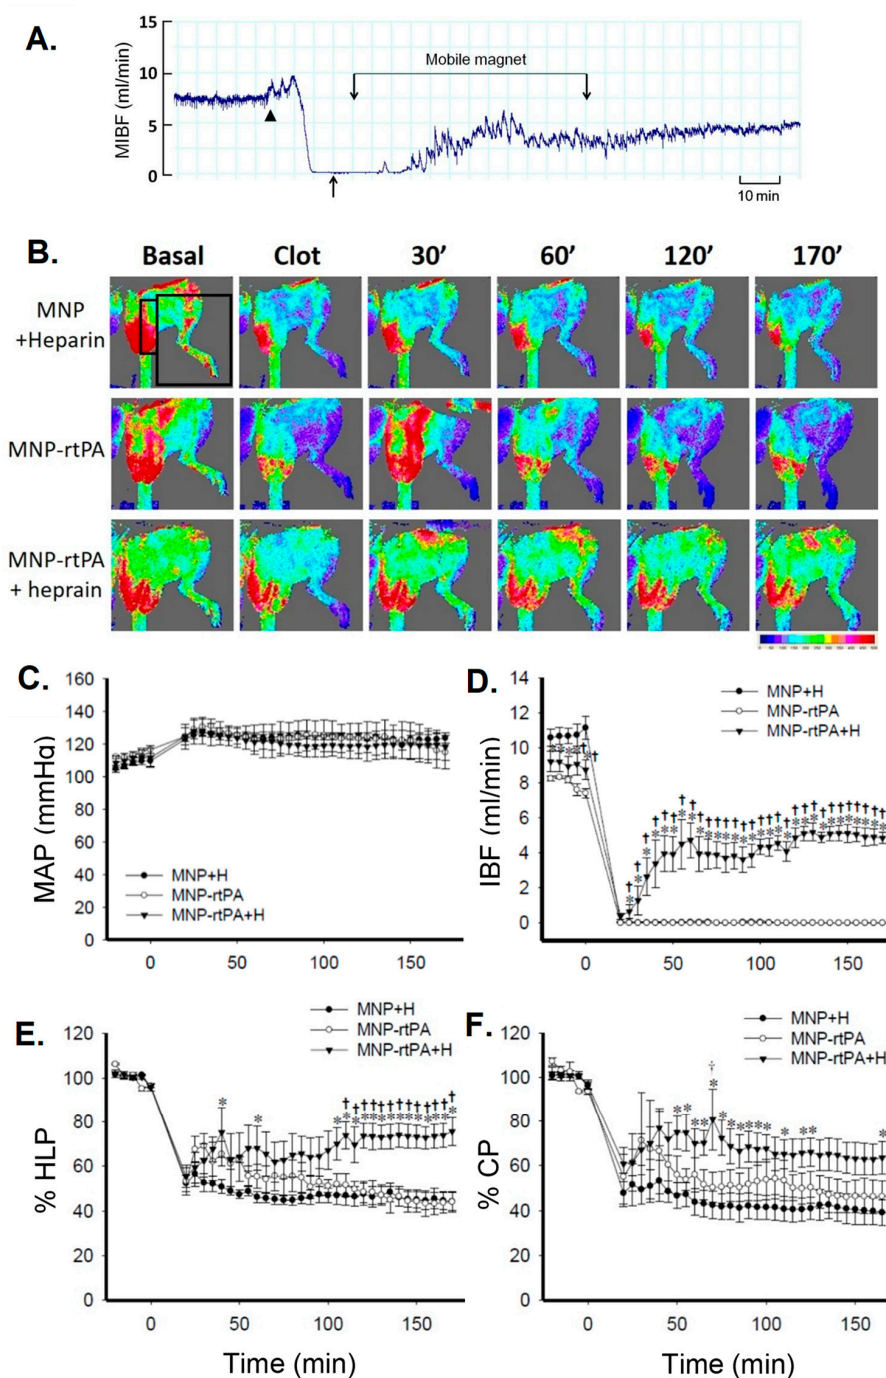 A.
MIBF (ml/min)
15
10
5
0
Mobile magnet
10 min
B.
Basal Clot 30’ 60’ 120’ 170’
MNP
+Heparin
MNP-rtPA
MNP-rtPA
+ heprain
C.
MAP (mmHg)
160
140
120
100
80
60
40
20
0
MNP+H
MNP-rtPA
MNP-rtPA+H
0 50 100 150
D.
IBF (ml/min)
14
12
10
8
6
4
2
0
MNP+H
MNP-rtPA
MNP-rtPA+H
0 50 100 150
E.
% HLP
120
100
80
60
40
20
0
MNP+H
MNP-rtPA
MNP-rtPA+H
0 50 100 150
Time (min)
F.
% CP
120
100
80
60
40
20
0
MNP+H
MNP-rtPA
MNP-rtPA+H
0 50 100 150
Time (min)